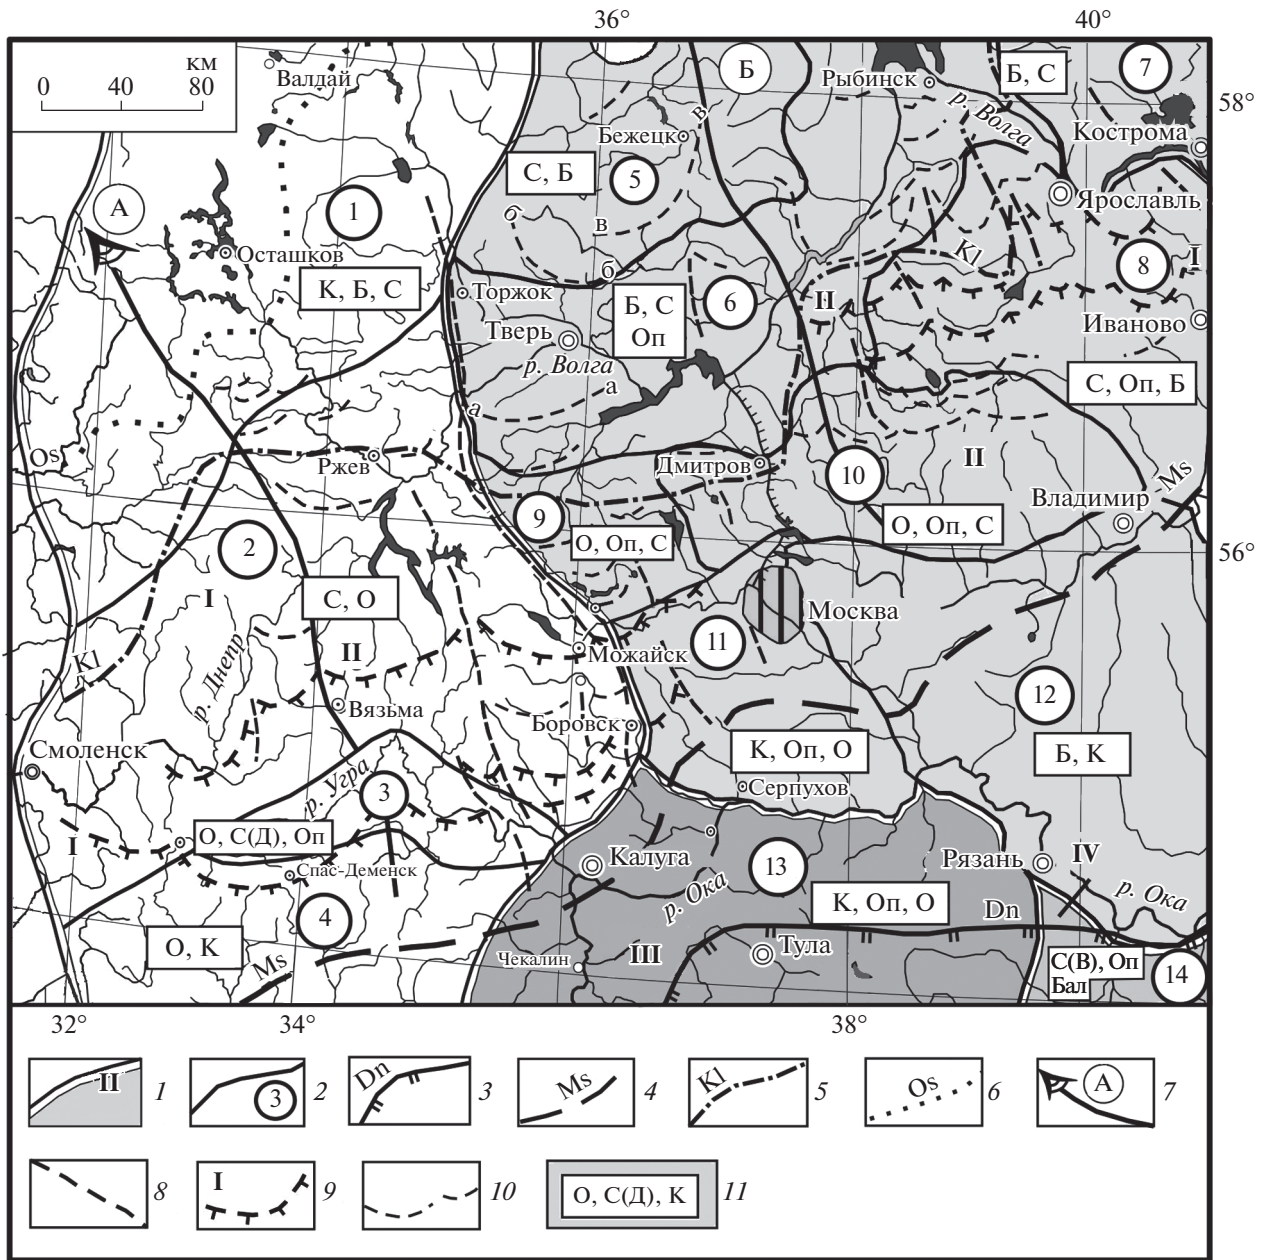 36°
40°
км
0
40
80
Валдай
Б
Рыбинск
Б, С
7
58°
р. Волга
Кострома
Бежецк
в
С, Б
5
А
1
б
в
Ярославль
Осташков
Kl
8
I
К, Б, С
б
Торжок
Б, С
Оп
6
II
Иваново
Тверь
р. Волга
а
а
С, Оп, Б
Os
Ржев
Дмитров
10
II
Ms
Владимир
9
О, Оп, С
О, Оп, С
2
56°
I
С, О
Москва
II
11
Можайск
Kl
р. Днепр
12
Вязьма
Боровск
Смоленск
К, Оп, О
Б, К
р. Угра
3
Серпухов
I
О, С(Д), Оп
Калуга
13
Рязань
IV
Спас-Деменск
р. Ока
К, Оп, О
Dn
р. Ока
4
О, К
Ms
Чекалин
III
Тула
С(В), Оп
Бал
14
32°
34°
38°
II
1
3
2
Dn
3
Ms
4
Kl
5
Os
6
А
7
8
I
9
10
О, С(Д), К
11